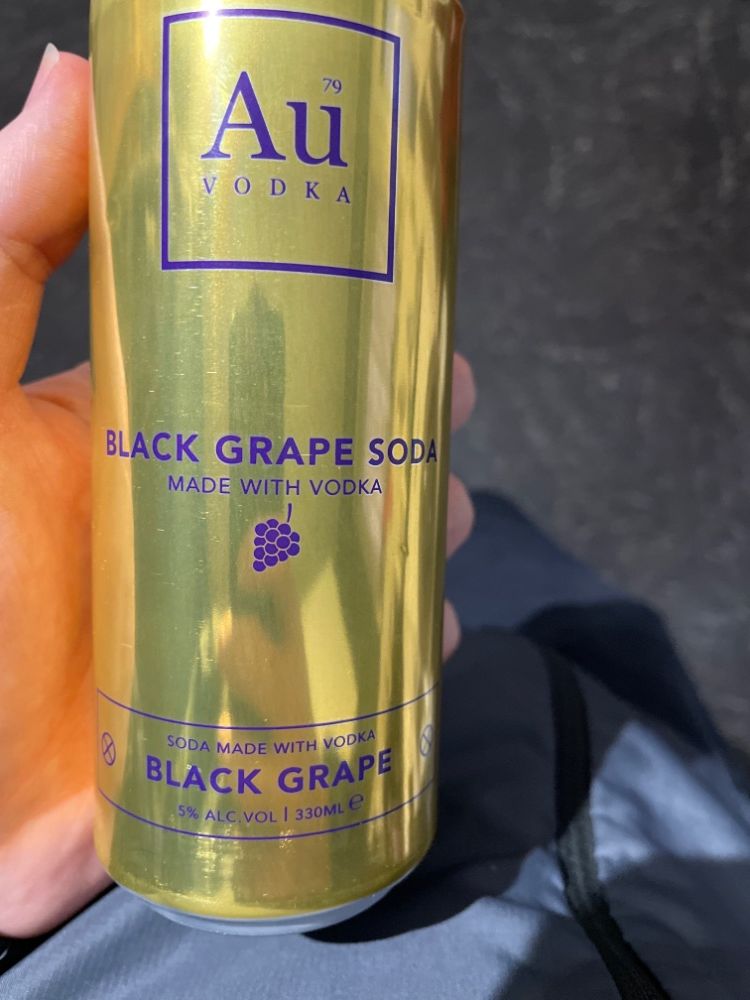 79
Au
VODKA
BLACK GRAPE SODA
MADE WITH VODKA
SODA MADE WITH VODKA
BLACK GRAPE
5% ALC.VOL | 330ML ℮